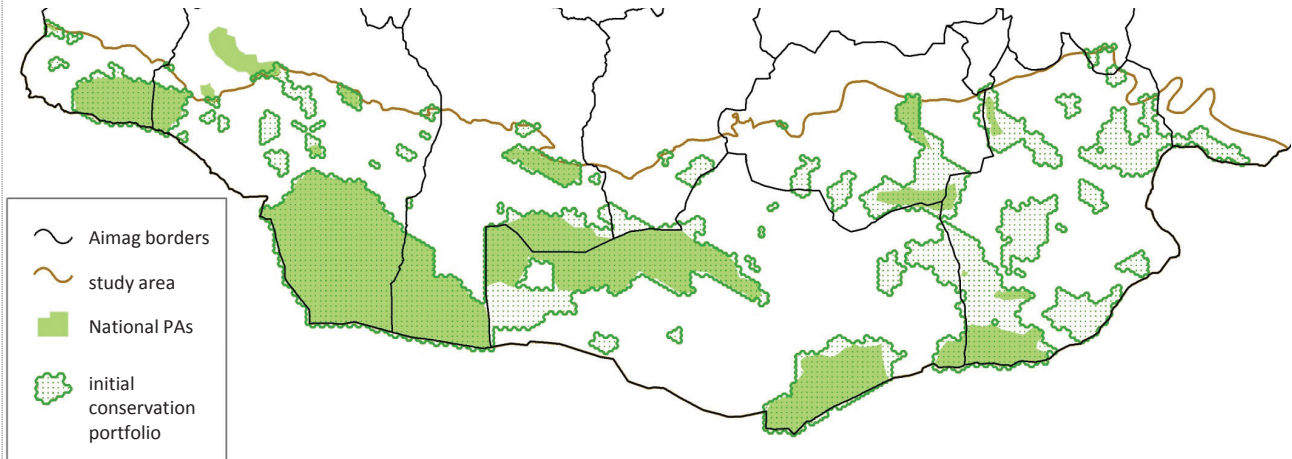 Aimag borders
study area
National PAs
initial
conservation
portfolio